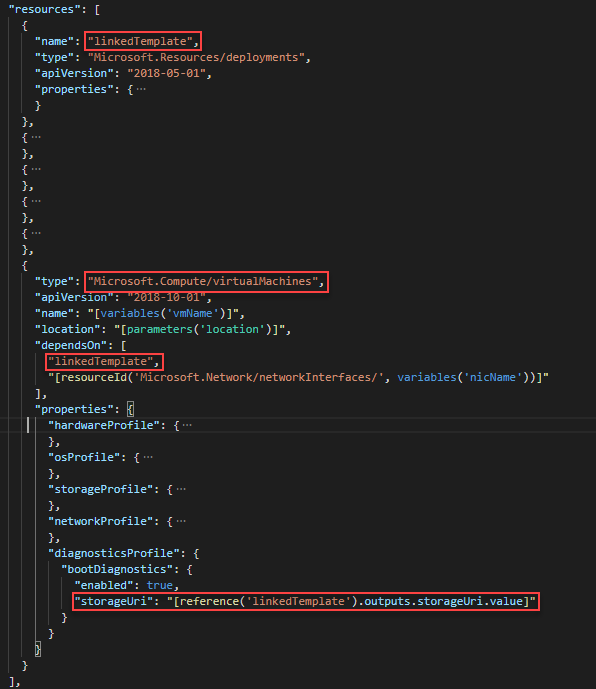 "resources": [
{
"name": "linkedTemplate",
"type": "Microsoft.Resources/deployments",
"apiVersion": "2018-05-01",
"properties": {···
}
},
{···
},
{···
},
{···
},
{···
},
{
"type": "Microsoft.Compute/virtualMachines",
"apiVersion": "2018-10-01",
"name": "[variables('vmName')]",
"location": "[parameters('location')]",
"dependsOn": [
"linkedTemplate",
"[resourceId('Microsoft.Network/networkInterfaces/', variables('nicName'))]"
],
"properties": {
"hardwareProfile": {···
},
"osProfile": {···
},
"storageProfile": {···
},
"networkProfile": {···
},
"diagnosticsProfile": {
"bootDiagnostics": {
"enabled": true,
"storageUri": "[reference('linkedTemplate').outputs.storageUri.value]"
}
}
}
}
],